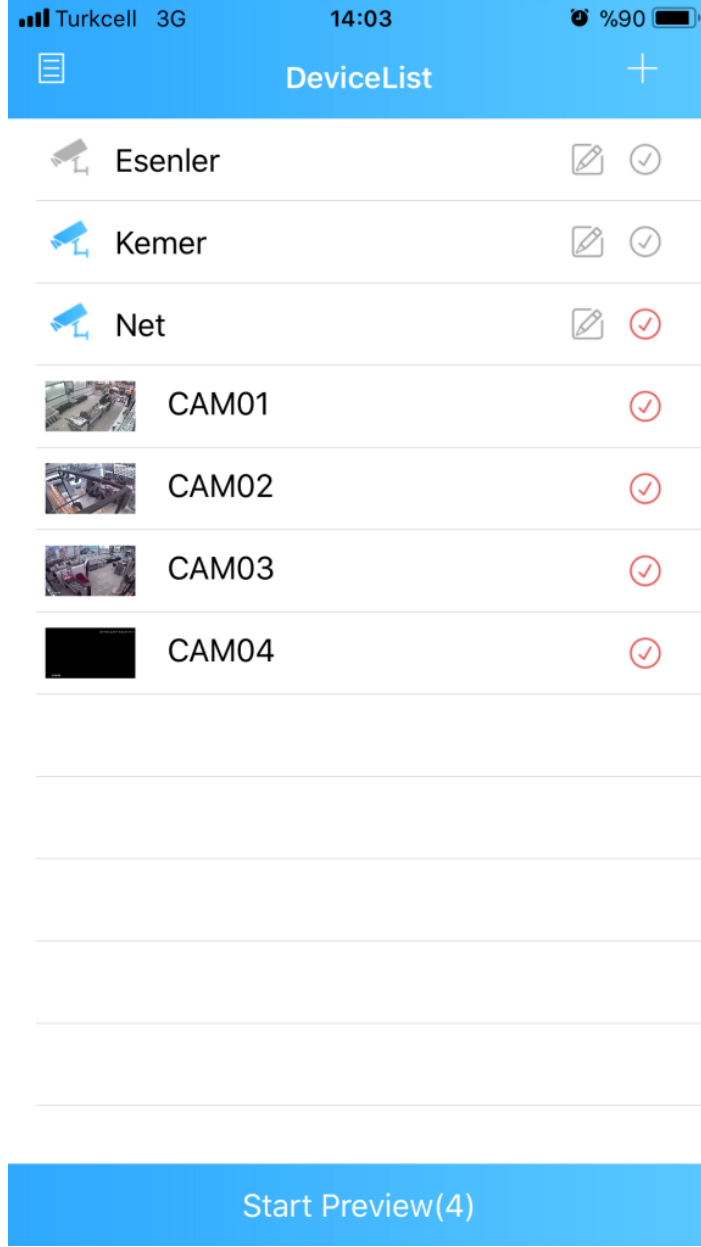 Turkcell 3G 14:03 %90
DeviceList
Esenler
Kemer
Net
CAM01
CAM02
CAM03
CAM04
Start Preview(4)